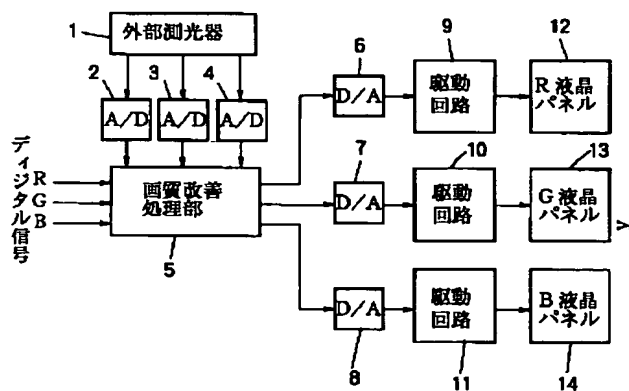 1
外部測光器
2
3
4
A/D
A/D
A/D
ディジタル信号
R
G
B
画質改善
処理部
5
6
D/A
9
駆動
回路
12
R 液晶
パネル
7
D/A
10
駆動
回路
13
G 液晶
パネル
8
D/A
11
駆動
回路
14
B 液晶
パネル